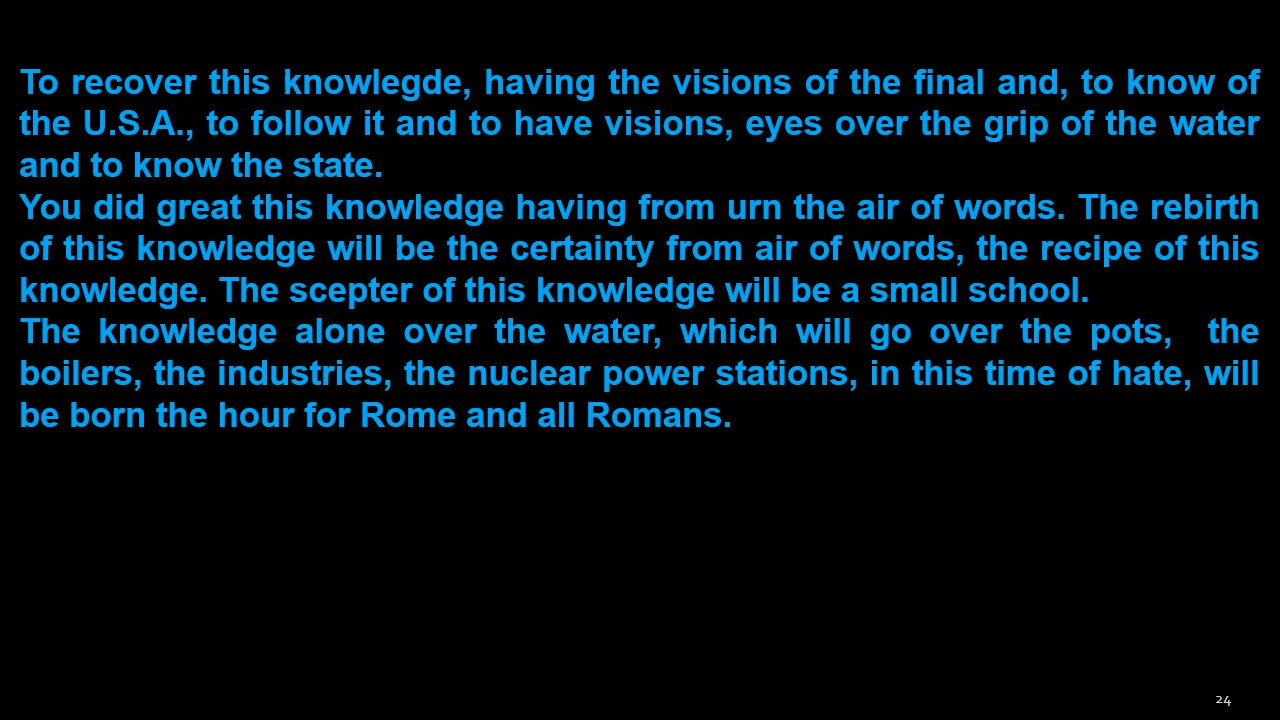 To recover this knowlegde, having the visions of the final and, to know of
the U.S.A., to follow it and to have visions, eyes over the grip of the water
and to know the state.
You did great this knowledge having from urn the air of words. The rebirth
of this knowledge will be the certainty from air of words, the recipe of this
knowledge. The scepter of this knowledge will be a small school.
The knowledge alone over the water, which will go over the pots,  the
boilers, the industries, the nuclear power stations, in this time of hate, will
be born the hour for Rome and all Romans.
24